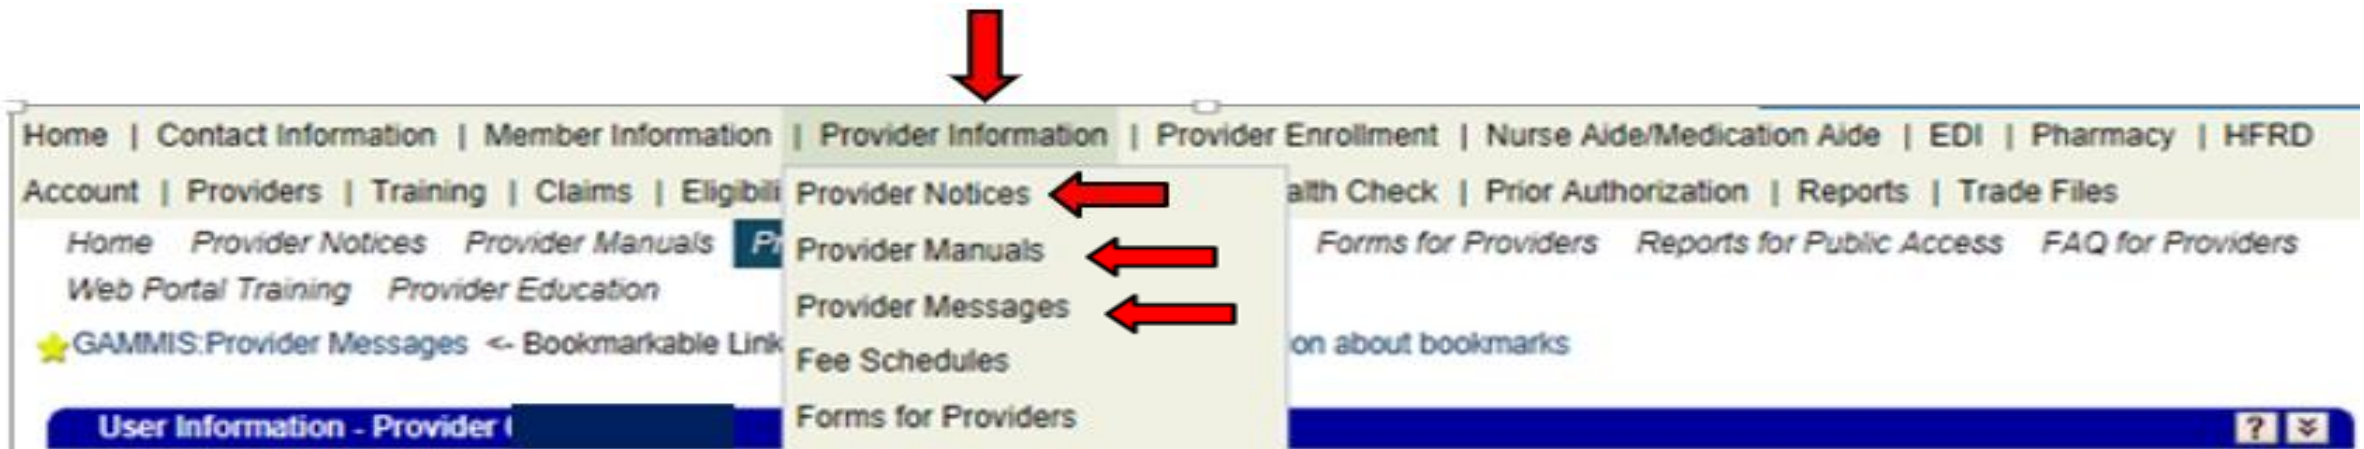 Home | Contact Information | Member Information | Provider Information | Provider Enrollment | Nurse Aide/Medication Aide | EDI | Pharmacy | HFRD
Account | Providers | Training | Claims | Provider Notices Check | Prior Authorization | Reports | Trade Files
Home Provider Notices Provider Manuals Provider Manuals Forms for Providers Reports for Public Access FAQ for Providers
Web Portal Training Provider Education Provider Messages
GAMMIS:Provider Messages <- Bookmarkable Link on about bookmarks
Fee Schedules
User Information - Provider
Forms for Providers
?